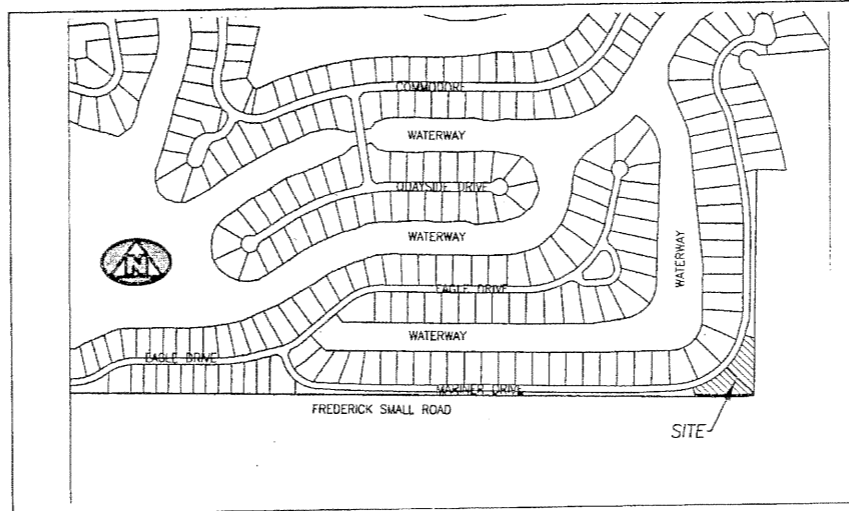 COMMODORE
WATERWAY
QUAYSIDE DRIVE
WATERWAY
N
WATERWAY
EAGLE DRIVE
WATERWAY
EAGLE DRIVE
MARINER DRIVE
FREDERICK SMALL ROAD
SITE